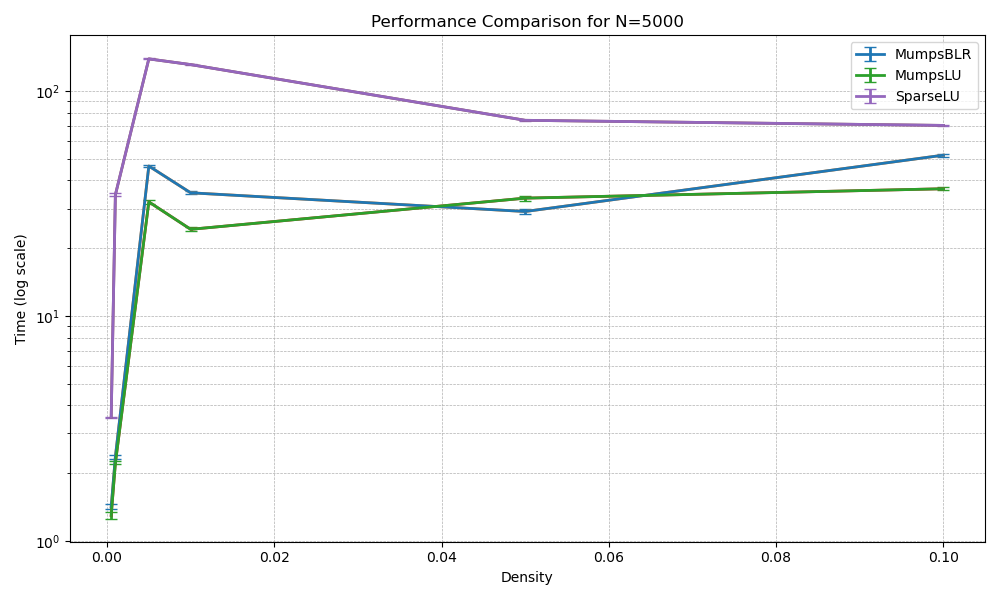 Performance Comparison for N=5000
MumpsBLR
MumpsLU
SparseLU
Time (log scale)
10²
10¹
10⁰
0.00 0.02 0.04 0.06 0.08 0.10
Density